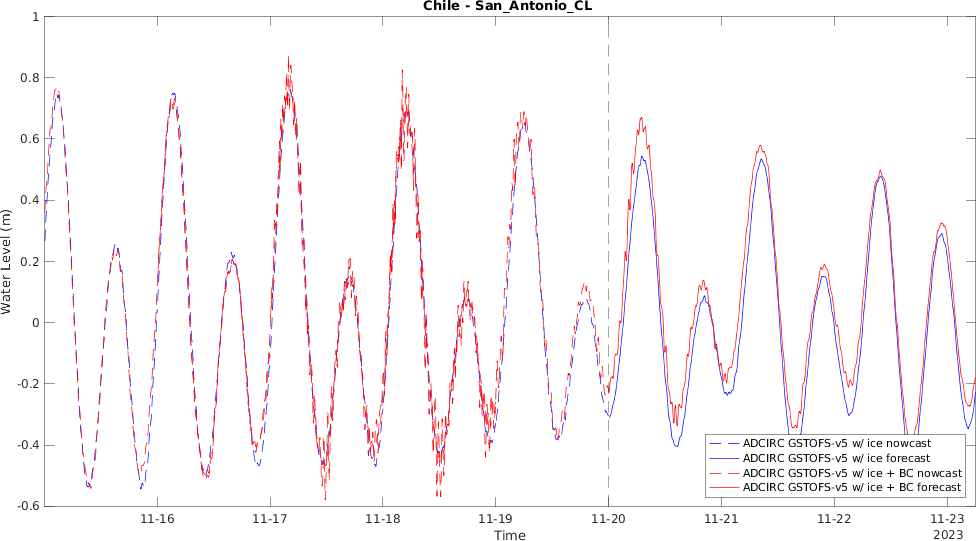 Chile - San_Antonio_CL
1
0.8
0.6
0.4
0.2
0
-0.2
-0.4
-0.6
Water Level (m)
11-16
11-17
11-18
11-19
11-20
11-21
11-22
11-23
Time
2023
ADCIRC GSTOFS-v5 w/ ice nowcast
ADCIRC GSTOFS-v5 w/ ice forecast
ADCIRC GSTOFS-v5 w/ ice + BC nowcast
ADCIRC GSTOFS-v5 w/ ice + BC forecast